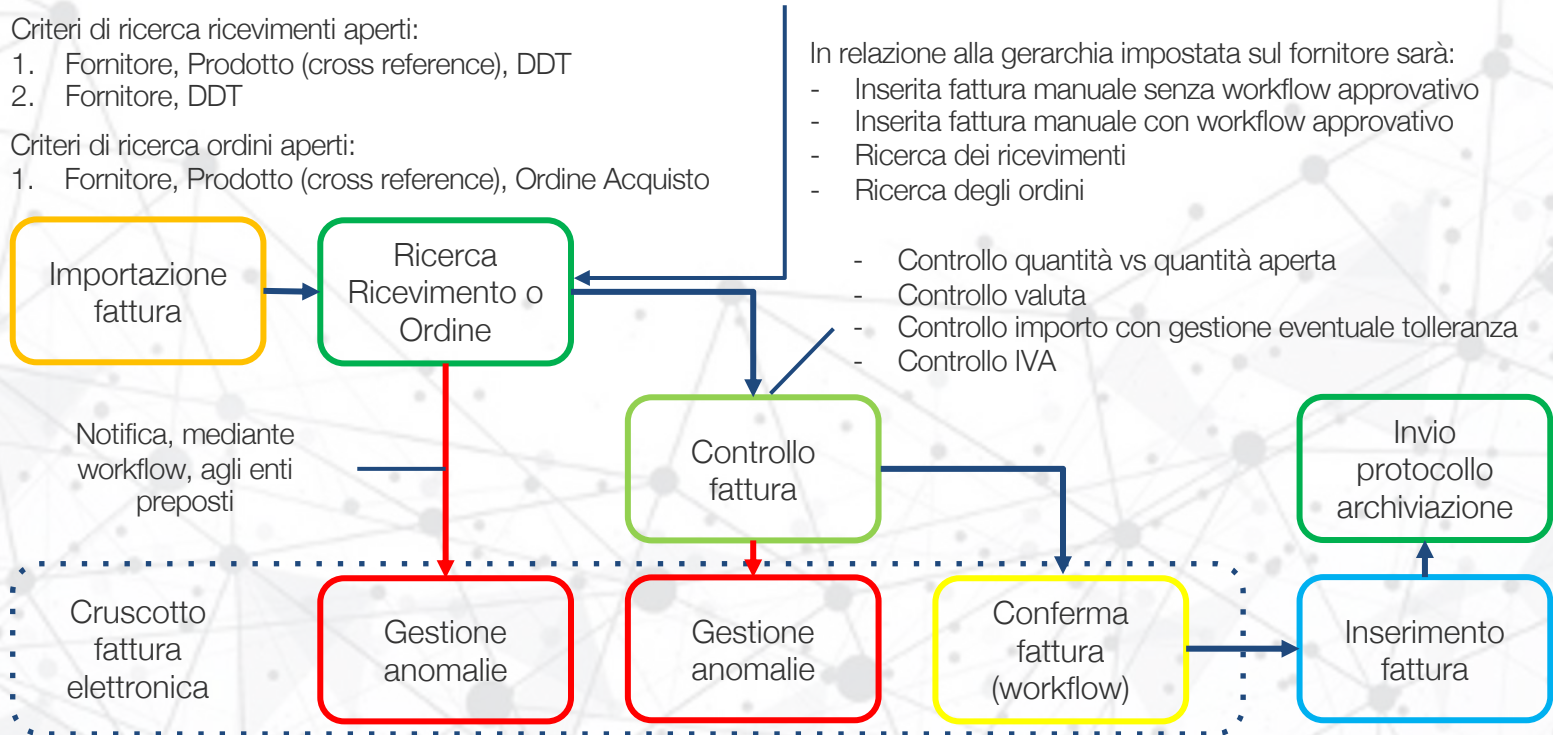 Criteri di ricerca ricevimenti aperti:
1. Fornitore, Prodotto (cross reference), DDT
2. Fornitore, DDT
Criteri di ricerca ordini aperti:
1. Fornitore, Prodotto (cross reference), Ordine Acquisto
In relazione alla gerarchia impostata sul fornitore sarà:
- Inserita fattura manuale senza workflow approvativo
- Inserita fattura manuale con workflow approvativo
- Ricerca dei ricevimenti
- Ricerca degli ordini
Importazione
fattura
Ricerca
Ricevimento o
Ordine
- Controllo quantità vs quantità aperta
- Controllo valuta
- Controllo importo con gestione eventuale tolleranza
- Controllo IVA
Notifica, mediante
workflow, agli enti
preposti
Controllo
fattura
Invio
protocollo
archiviazione
Cruscotto
fattura
elettronica
Gestione
anomalie
Gestione
anomalie
Conferma
fattura
(workflow)
Inserimento
fattura